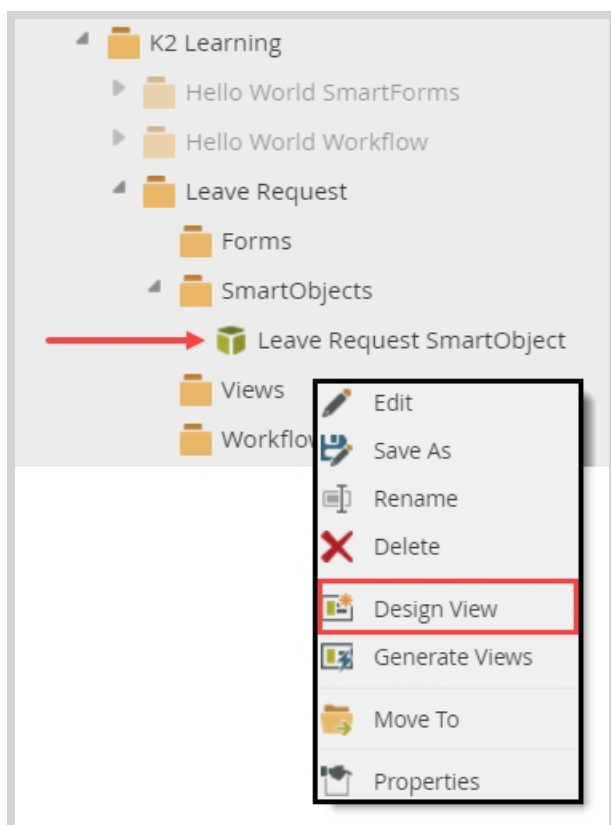 K2 Learning
Hello World SmartForms
Hello World Workflow
Leave Request
Forms
SmartObjects
Leave Request SmartObject
Views
Workflo
Edit
Save As
Rename
Delete
Design View
Generate Views
Move To
Properties